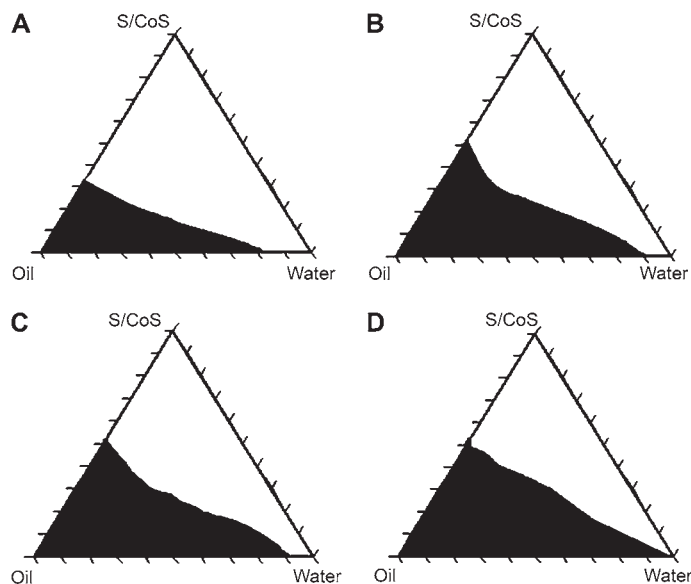 A
S/CoS
Oil
Water
B
S/CoS
Oil
Water
C
S/CoS
Oil
Water
D
S/CoS
Oil
Water